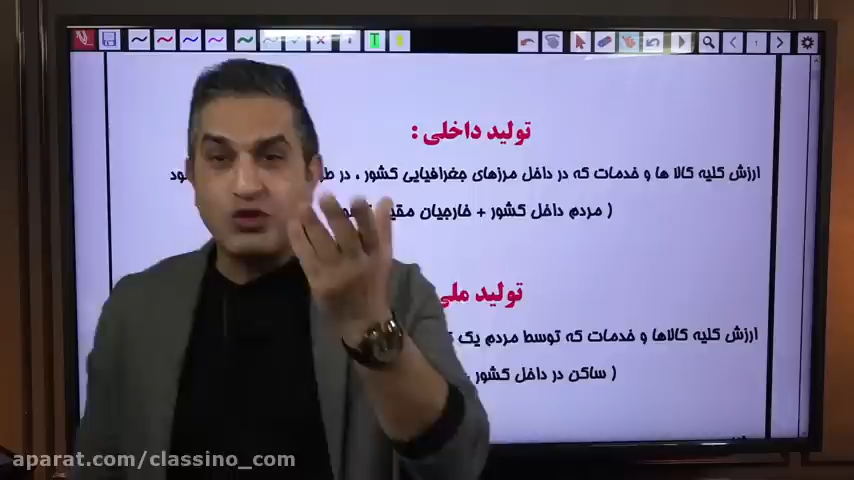 تولید داخلی :
ارزش کلیه کالا ها و خدمات که در داخل مرزهای جغرافیایی کشور ، در
( مردم داخل کشور + خارجیان
تولید ملی
ارزش کلیه کالاها و خدمات که توسط مردم یک
( ساکن در داخل کشور
aparat.com/classino_com